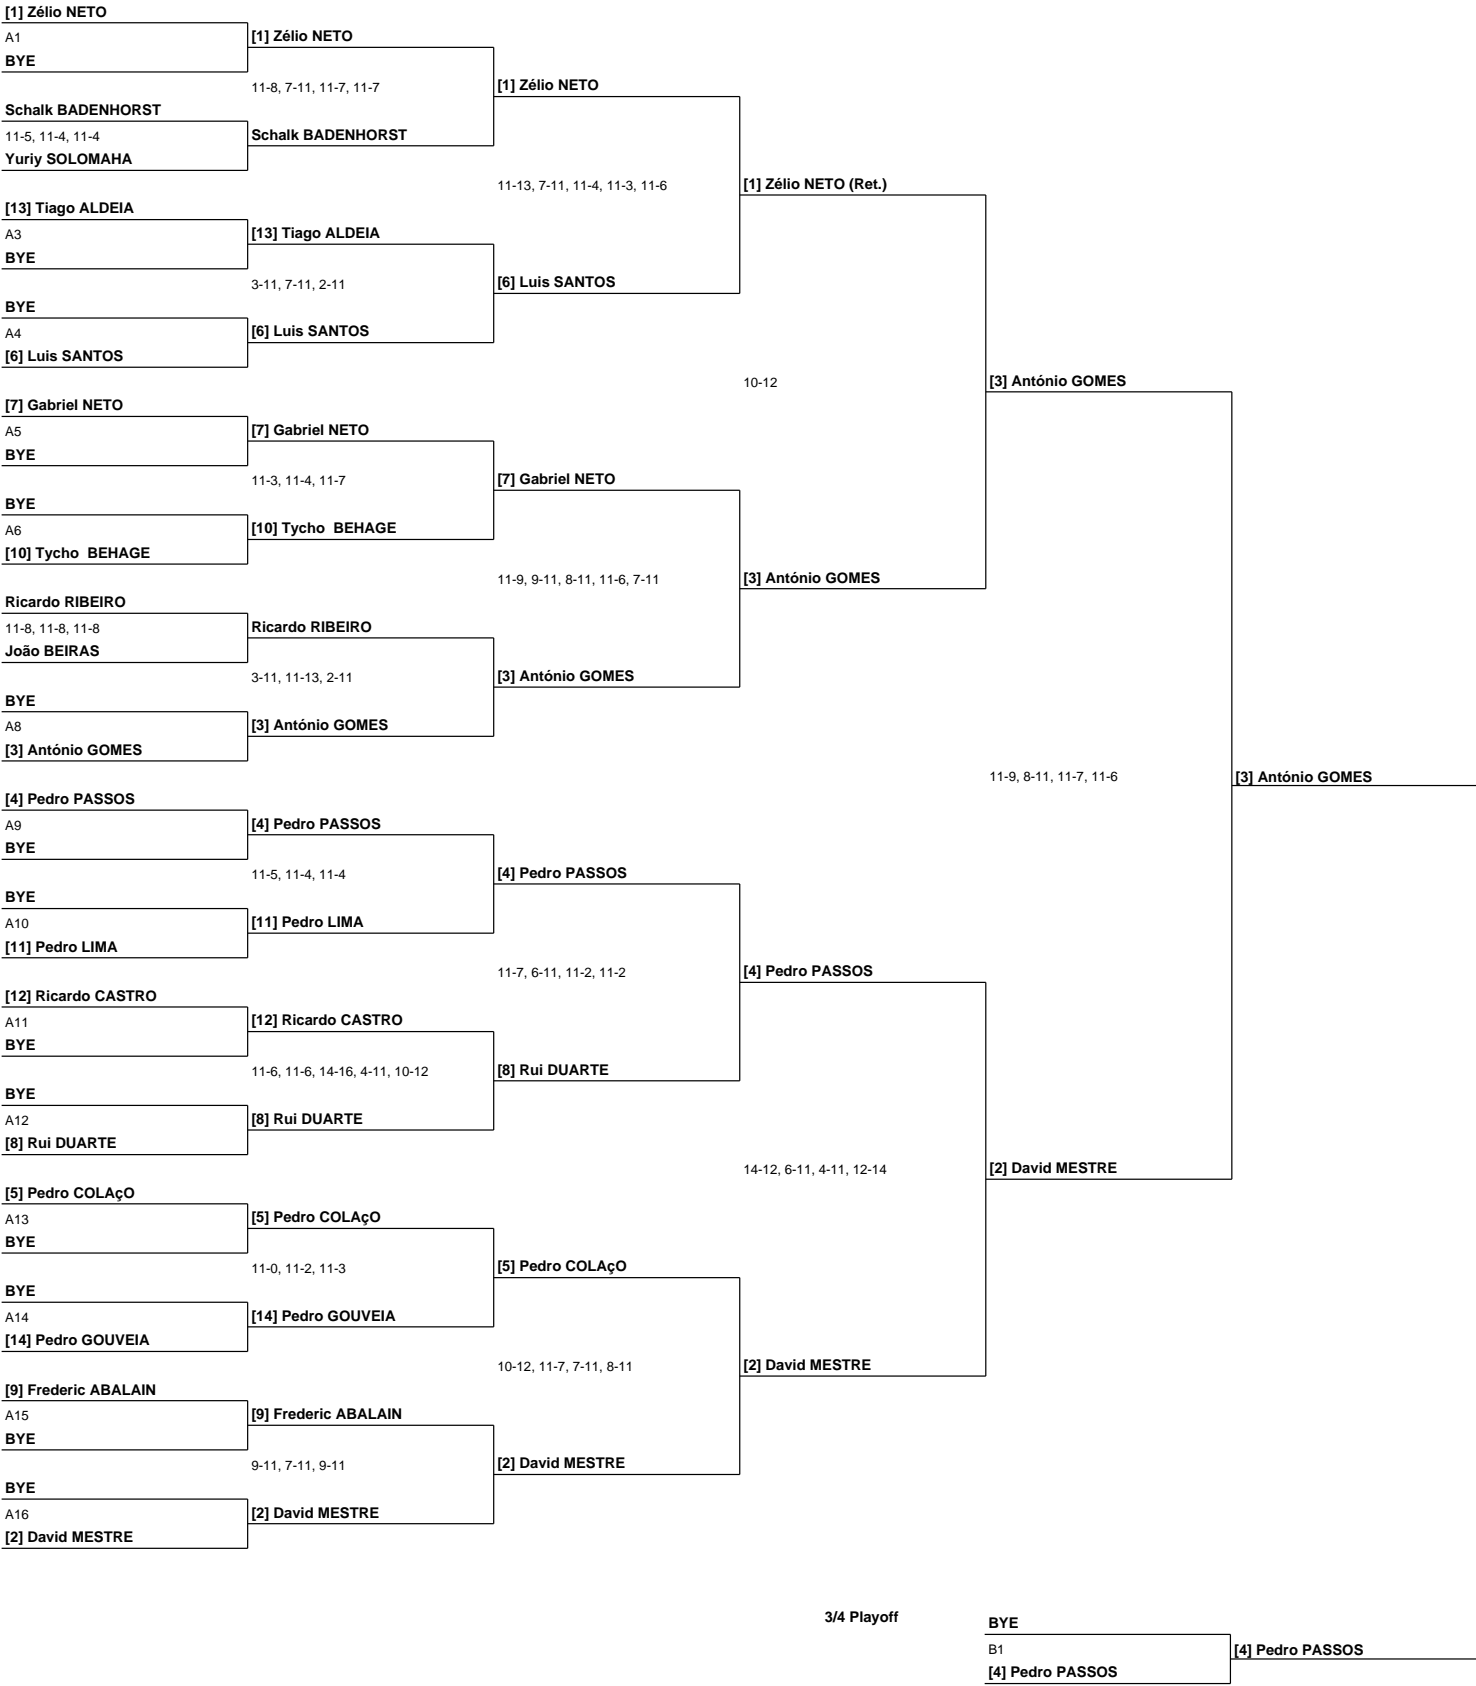 [1] Zélio NETO
A1
BYE
Schalk BADENHORST
11-5, 11-4, 11-4
Yuriy SOLOMAHA
[13] Tiago ALDEIA
A3
BYE
BYE
A4
[6] Luis SANTOS
[7] Gabriel NETO
A5
BYE
BYE
A6
[10] Tycho  BEHAGE
Ricardo RIBEIRO
11-8, 11-8, 11-8
João BEIRAS
BYE
A8
[3] António GOMES
[4] Pedro PASSOS
A9
BYE
BYE
A10
[11] Pedro LIMA
[12] Ricardo CASTRO
A11
BYE
BYE
A12
[8] Rui DUARTE
[5] Pedro COLAçO
A13
BYE
BYE
A14
[14] Pedro GOUVEIA
[9] Frederic ABALAIN
A15
BYE
BYE
A16
[2] David MESTRE
[1] Zélio NETO
11-8, 7-11, 11-7, 11-7
Schalk BADENHORST
[13] Tiago ALDEIA
3-11, 7-11, 2-11
[6] Luis SANTOS
[7] Gabriel NETO
11-3, 11-4, 11-7
[10] Tycho  BEHAGE
Ricardo RIBEIRO
3-11, 11-13, 2-11
[3] António GOMES
[4] Pedro PASSOS
11-5, 11-4, 11-4
[11] Pedro LIMA
[12] Ricardo CASTRO
11-6, 11-6, 14-16, 4-11, 10-12
[8] Rui DUARTE
[5] Pedro COLAçO
11-0, 11-2, 11-3
[14] Pedro GOUVEIA
[9] Frederic ABALAIN
9-11, 7-11, 9-11
[2] David MESTRE
[1] Zélio NETO
11-13, 7-11, 11-4, 11-3, 11-6
[6] Luis SANTOS
[7] Gabriel NETO
11-9, 9-11, 8-11, 11-6, 7-11
[3] António GOMES
[4] Pedro PASSOS
11-7, 6-11, 11-2, 11-2
[8] Rui DUARTE
[5] Pedro COLAçO
10-12, 11-7, 7-11, 8-11
[2] David MESTRE
[1] Zélio NETO (Ret.)
10-12
[3] António GOMES
[4] Pedro PASSOS
14-12, 6-11, 4-11, 12-14
[2] David MESTRE
[3] António GOMES
11-9, 8-11, 11-7, 11-6
[2] David MESTRE
[3] António GOMES
3/4 Playoff
BYE
B1
[4] Pedro PASSOS
[4] Pedro PASSOS